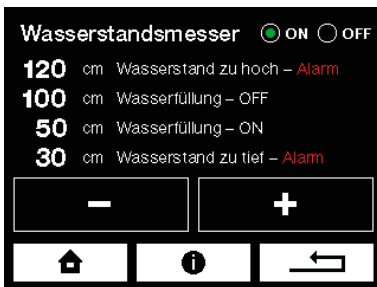 Wasserstandsmesser ON OFF
120 cm Wasserstand zu hoch – Alarm
100 cm Wasserfüllung – OFF
50 cm Wasserfüllung – ON
30 cm Wasserstand zu tief – Alarm
– +
i